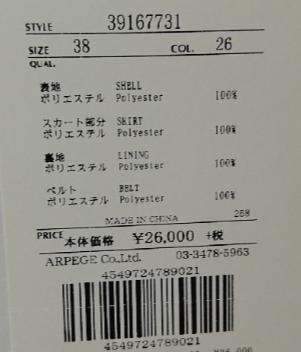 STYLE 39167731
SIZE 38 COL. 26
QUAL.
表地 SHELL
ポリエステル Polyester 100%
スカート部分 SKIRT
ポリエステル Polyester 100%
裏地 LINING
ポリエステル Polyester 100%
ベルト BELT
ポリエステル Polyester 100%
MADE IN CHINA 268
PRICE 本体価格 ¥26,000 +税
ARPEGE Co.,Ltd. 03-3478-5963
4549724789021
4549724789021